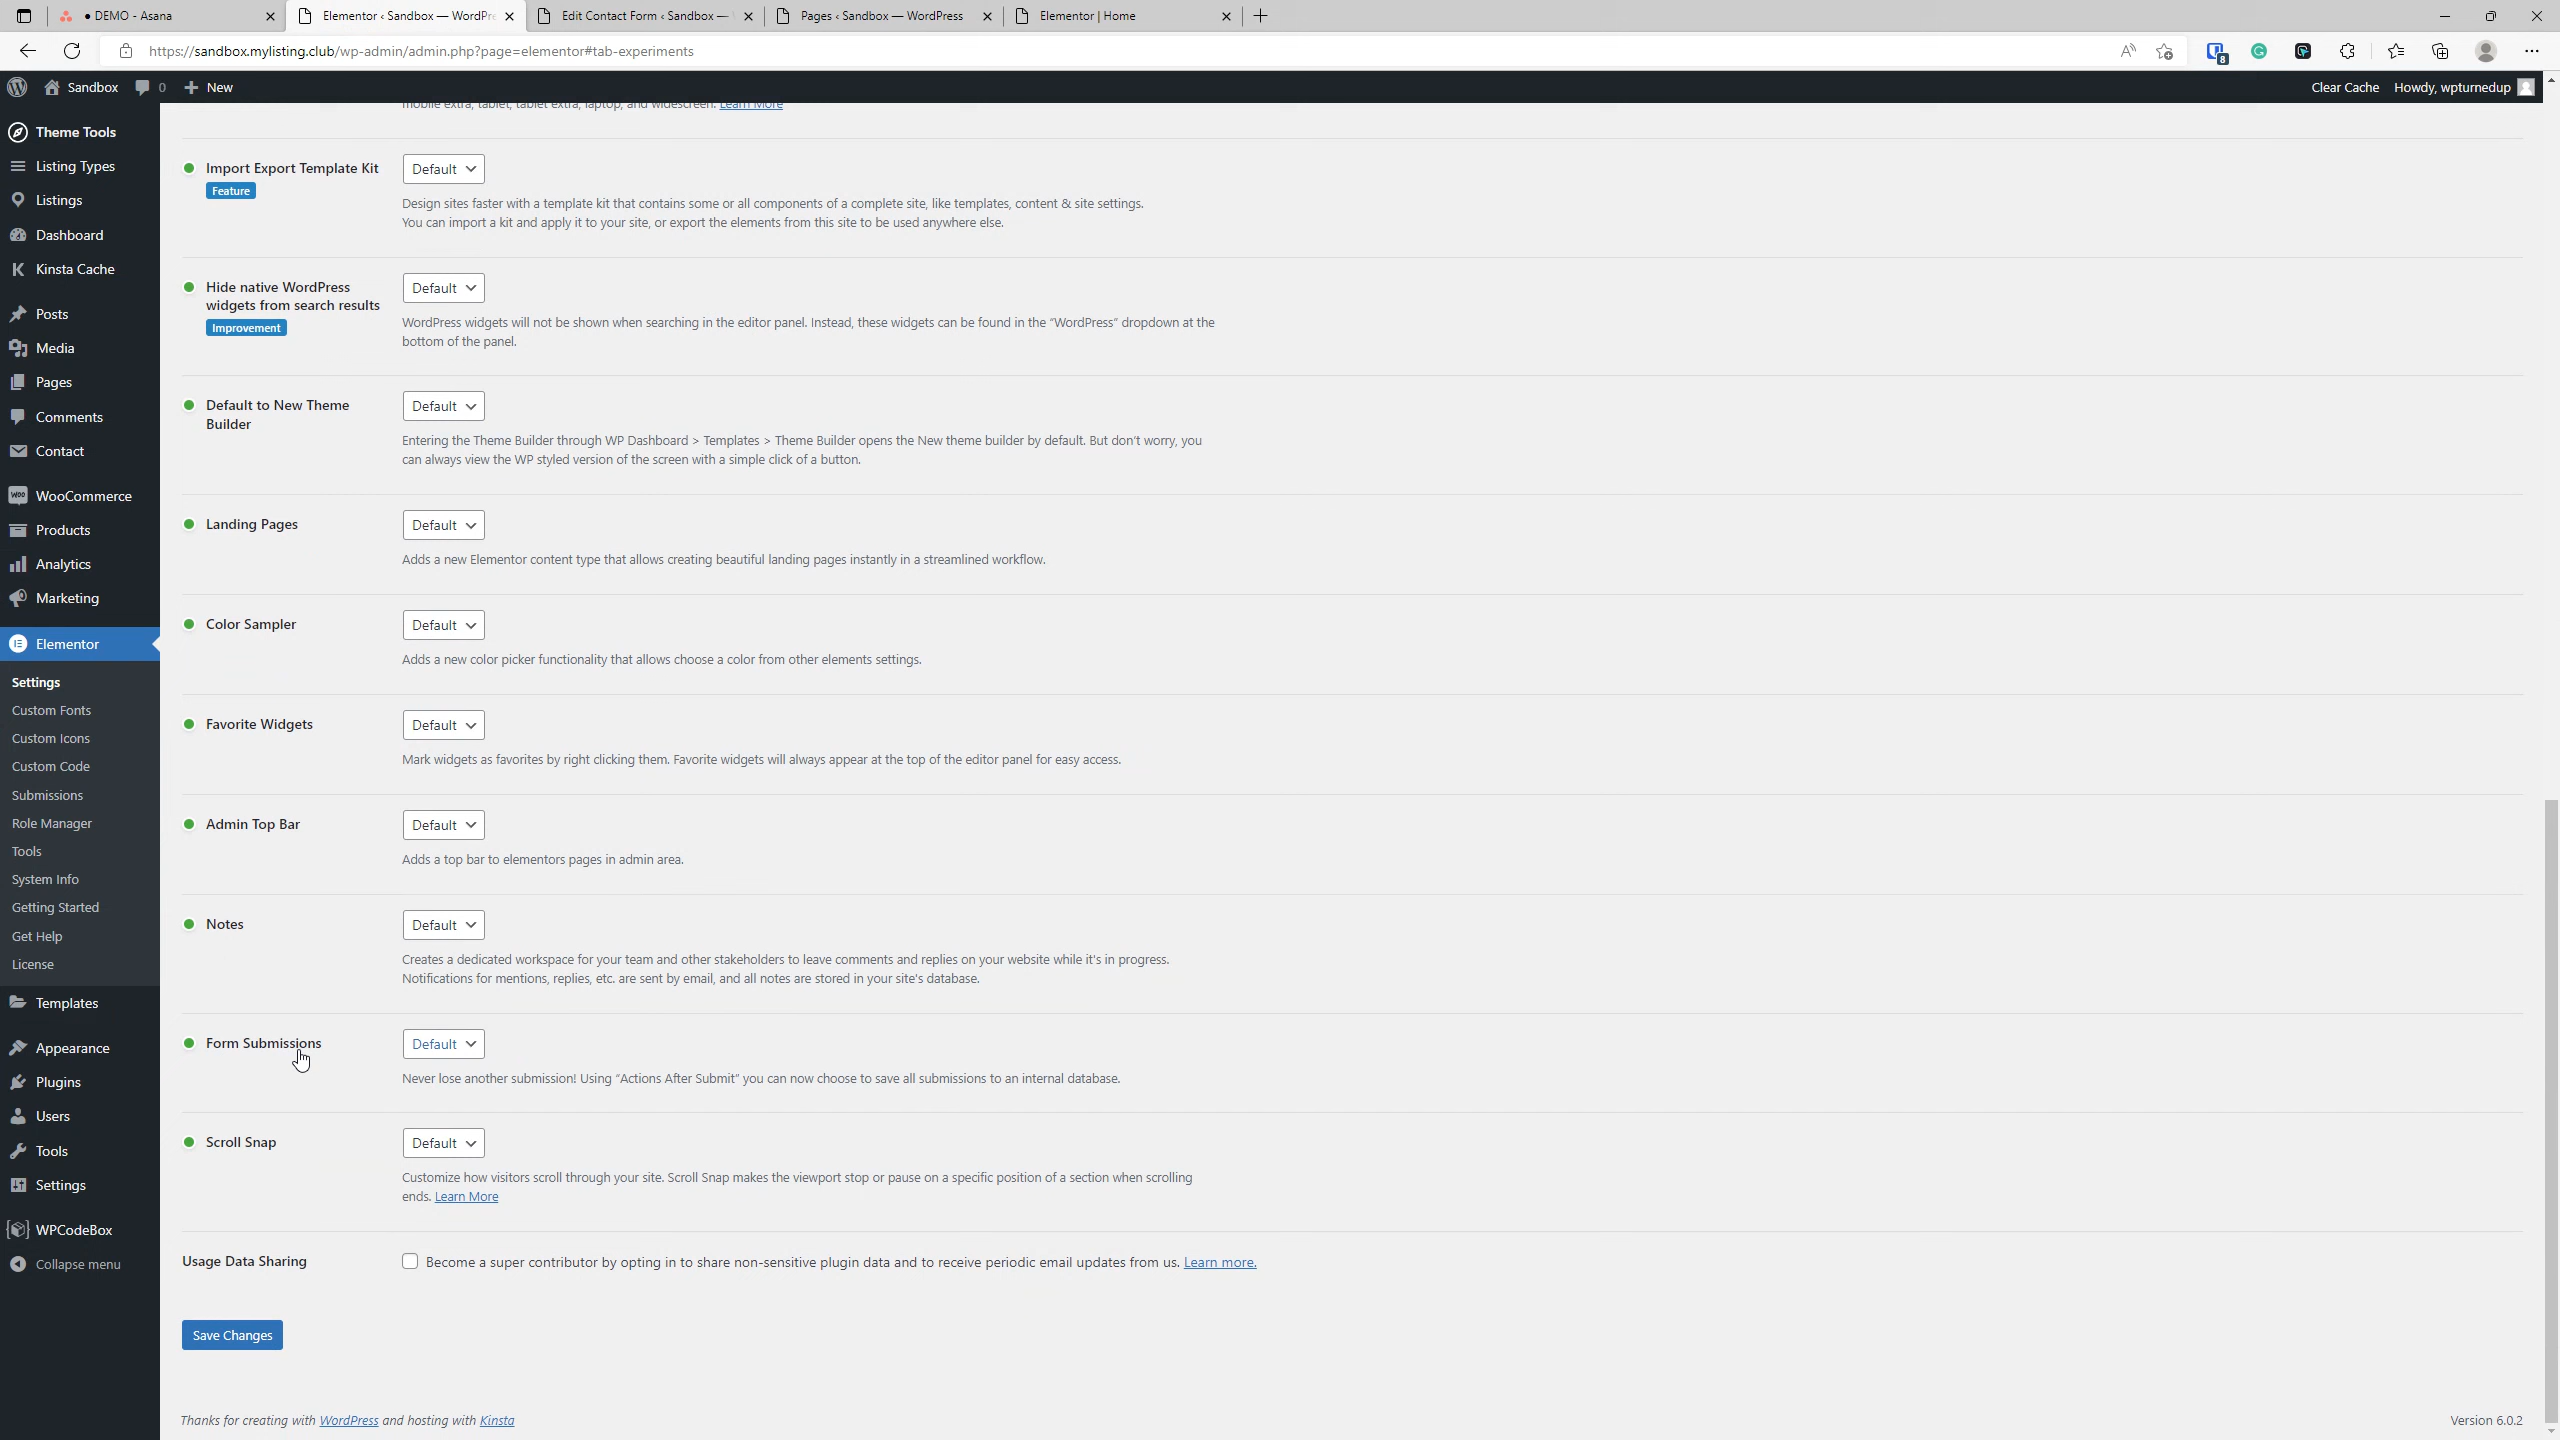 DEMO - Asana
Elementor ‹ Sandbox — WordPre
Edit Contact Form ‹ Sandbox —
Pages ‹ Sandbox — WordPress
Elementor | Home
https://sandbox.mylisting.club/wp-admin/admin.php?page=elementor#tab-experiments
8
Sandbox
0
New
Clear Cache
Howdy, wpturnedup
mobile extra, tablet, tablet extra, laptop, and widescreen. Learn More
Theme Tools
Listing Types
Listings
Dashboard
Kinsta Cache
Posts
Media
Pages
Comments
Contact
WooCommerce
Products
Analytics
Marketing
Elementor
Settings
Custom Fonts
Custom Icons
Custom Code
Submissions
Role Manager
Tools
System Info
Getting Started
Get Help
License
Templates
Appearance
Plugins
Users
Tools
Settings
WPCodeBox
Collapse menu
Import Export Template Kit
Feature
Default
Design sites faster with a template kit that contains some or all components of a complete site, like templates, content & site settings.
You can import a kit and apply it to your site, or export the elements from this site to be used anywhere else.
Hide native WordPress
widgets from search results
Improvement
Default
WordPress widgets will not be shown when searching in the editor panel. Instead, these widgets can be found in the “WordPress” dropdown at the
bottom of the panel.
Default to New Theme
Builder
Default
Entering the Theme Builder through WP Dashboard > Templates > Theme Builder opens the New theme builder by default. But don’t worry, you
can always view the WP styled version of the screen with a simple click of a button.
Landing Pages
Default
Adds a new Elementor content type that allows creating beautiful landing pages instantly in a streamlined workflow.
Color Sampler
Default
Adds a new color picker functionality that allows choose a color from other elements settings.
Favorite Widgets
Default
Mark widgets as favorites by right clicking them. Favorite widgets will always appear at the top of the editor panel for easy access.
Admin Top Bar
Default
Adds a top bar to elementors pages in admin area.
Notes
Default
Creates a dedicated workspace for your team and other stakeholders to leave comments and replies on your website while it's in progress.
Notifications for mentions, replies, etc. are sent by email, and all notes are stored in your site's database.
Form Submissions
Default
Never lose another submission! Using “Actions After Submit” you can now choose to save all submissions to an internal database.
Scroll Snap
Default
Customize how visitors scroll through your site. Scroll Snap makes the viewport stop or pause on a specific position of a section when scrolling
ends. Learn More
Usage Data Sharing
Become a super contributor by opting in to share non-sensitive plugin data and to receive periodic email updates from us. Learn more.
Save Changes
Thanks for creating with WordPress and hosting with Kinsta
Version 6.0.2